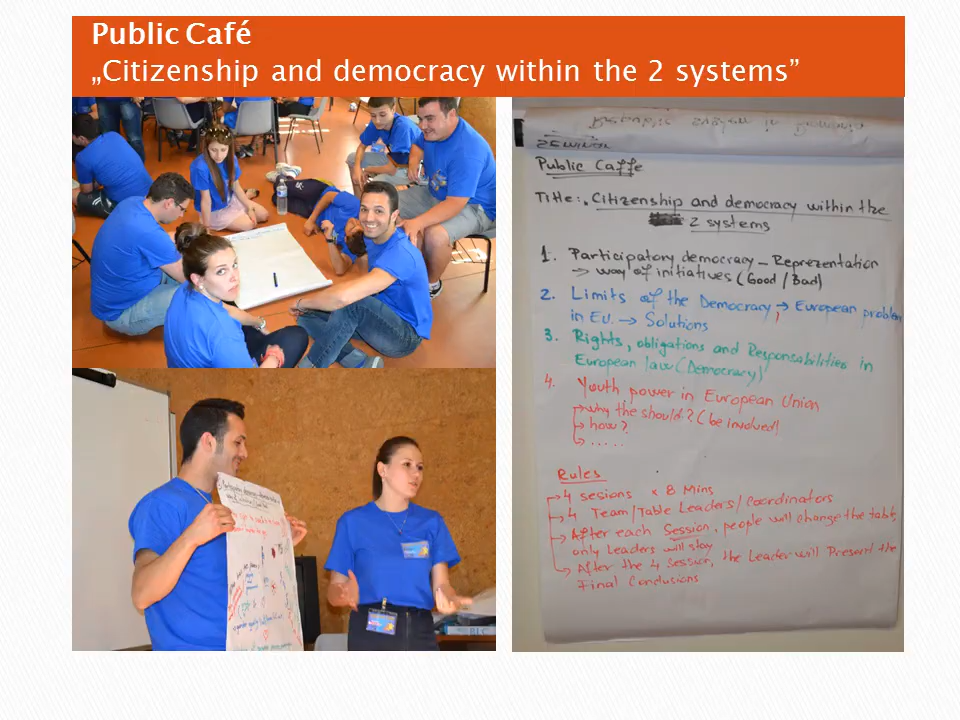 Public Café
„Citizenship and democracy within the 2 systems”
Public Caffe
Title:. Citizenship and democracy within the
2 systems
1. Participatory democracy - Representation
→ way of initiatives (Good / Bad)
2. Limits of the Democracy → European problem
in EU. → Solutions
3. Rights, obligations and Responsabilities in
European law (Democracy)
4. Youth power in European Union
→ why the should? (be involved)
→ how?
→ .....
Rules
→ 4 sesions x 8 Mins
→ 4 Team/Table Leaders/Coordinators
→ After each Session, people will change the table,
only Leaders will stay
→ After the 4 Session, the Leader will Present the
Final Conclusions